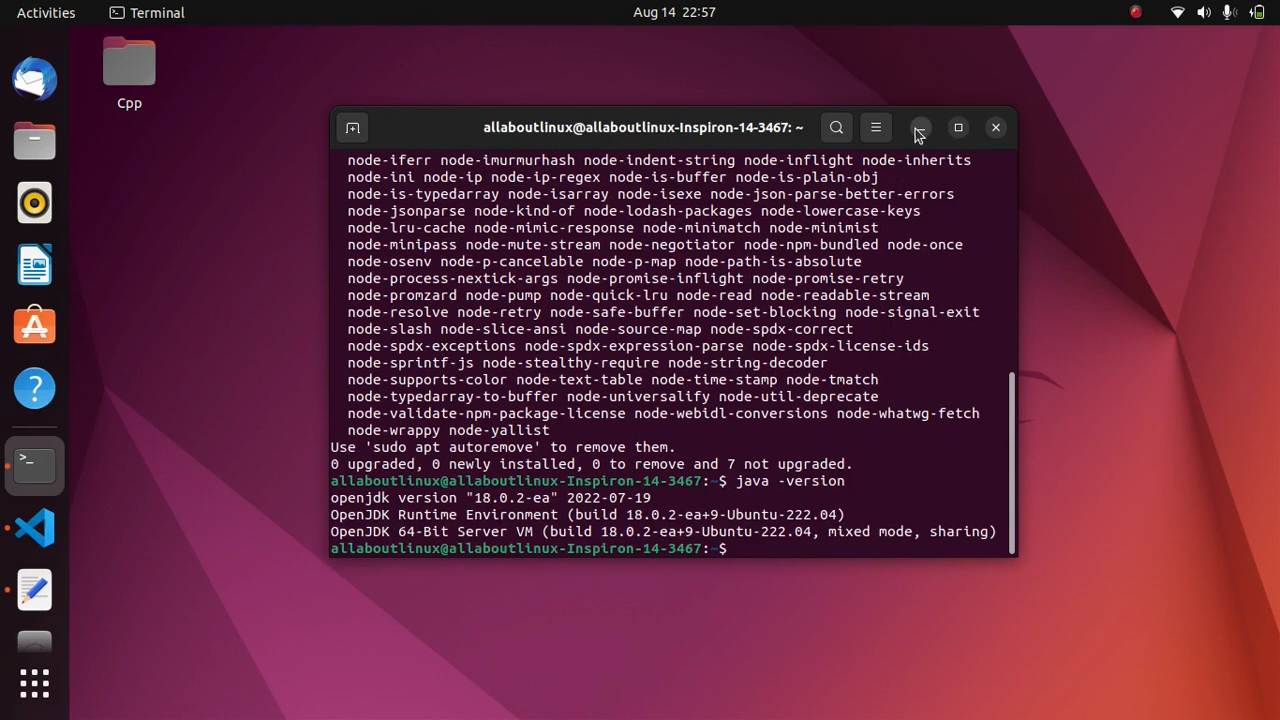 Activities
Terminal
Aug 14 22:57
Cpp
allaboutlinux@allaboutlinux-Inspiron-14-3467: ~
node-iferr node-imurmurhash node-indent-string node-inflight node-inherits
node-ini node-ip node-ip-regex node-is-buffer node-is-plain-obj
node-is-typedarray node-isarray node-isexe node-json-parse-better-errors
node-jsonparse node-kind-of node-lodash-packages node-lowercase-keys
node-lru-cache node-mimic-response node-minimatch node-minimist
node-minipass node-mute-stream node-negotiator node-npm-bundled node-once
node-osenv node-p-cancelable node-p-map node-path-is-absolute
node-process-nextick-args node-promise-inflight node-promise-retry
node-promzard node-pump node-quick-lru node-read node-readable-stream
node-resolve node-retry node-safe-buffer node-set-blocking node-signal-exit
node-slash node-slice-ansi node-source-map node-spdx-correct
node-spdx-exceptions node-spdx-expression-parse node-spdx-license-ids
node-sprintf-js node-stealthy-require node-string-decoder
node-supports-color node-text-table node-time-stamp node-tmatch
node-typedarray-to-buffer node-universalify node-util-deprecate
node-validate-npm-package-license node-webidl-conversions node-whatwg-fetch
node-wrappy node-yallist
Use 'sudo apt autoremove' to remove them.
0 upgraded, 0 newly installed, 0 to remove and 7 not upgraded.
allaboutlinux@allaboutlinux-Inspiron-14-3467:~$ java -version
openjdk version "18.0.2-ea" 2022-07-19
OpenJDK Runtime Environment (build 18.0.2-ea+9-Ubuntu-222.04)
OpenJDK 64-Bit Server VM (build 18.0.2-ea+9-Ubuntu-222.04, mixed mode, sharing)
allaboutlinux@allaboutlinux-Inspiron-14-3467:~$